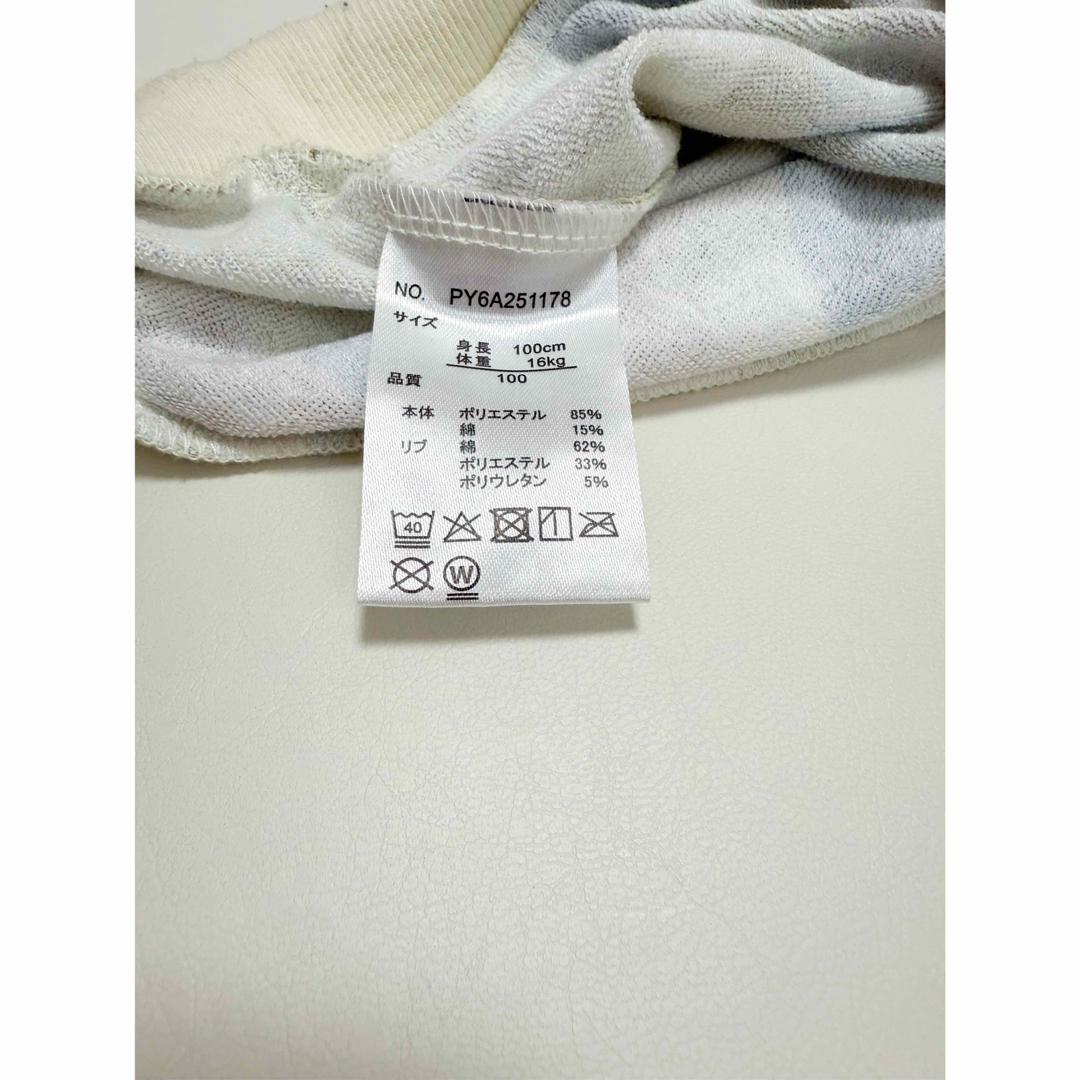 NO. PY6A251178
サイズ
身長 100cm
体重 16kg
100
品質
本体 ポリエステル 85%
綿 15%
リブ 綿 62%
ポリエステル 33%
ポリウレタン 5%
40
W